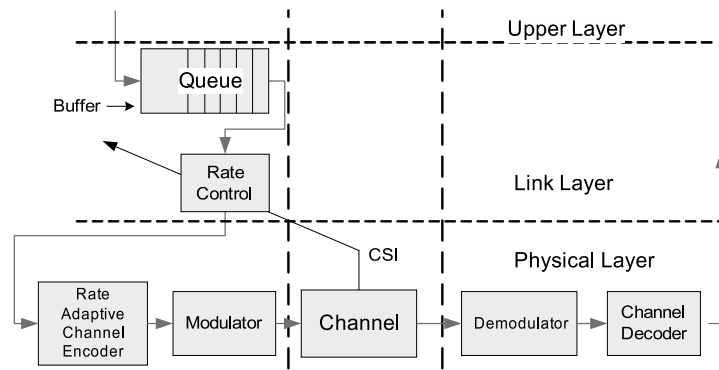 Upper Layer
Queue
Buffer
Rate
Control
Link Layer
CSI
Physical Layer
Rate
Adaptive
Channel
Encoder
Modulator
Channel
Demodulator
Channel
Decoder